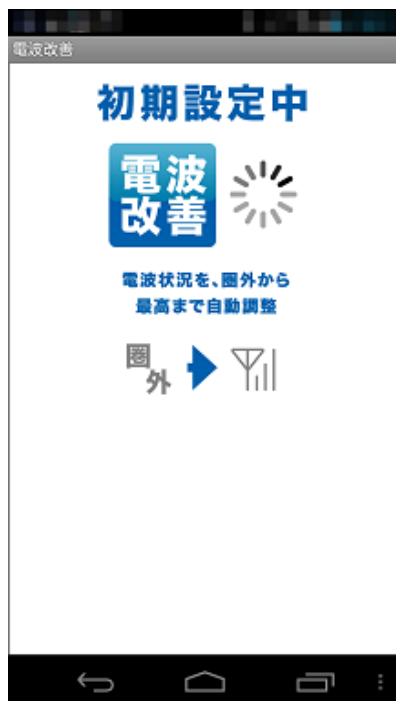 電波改善
初期設定中
電波
改善
電波状況を、圏外から
最高まで自動調整
圏
外